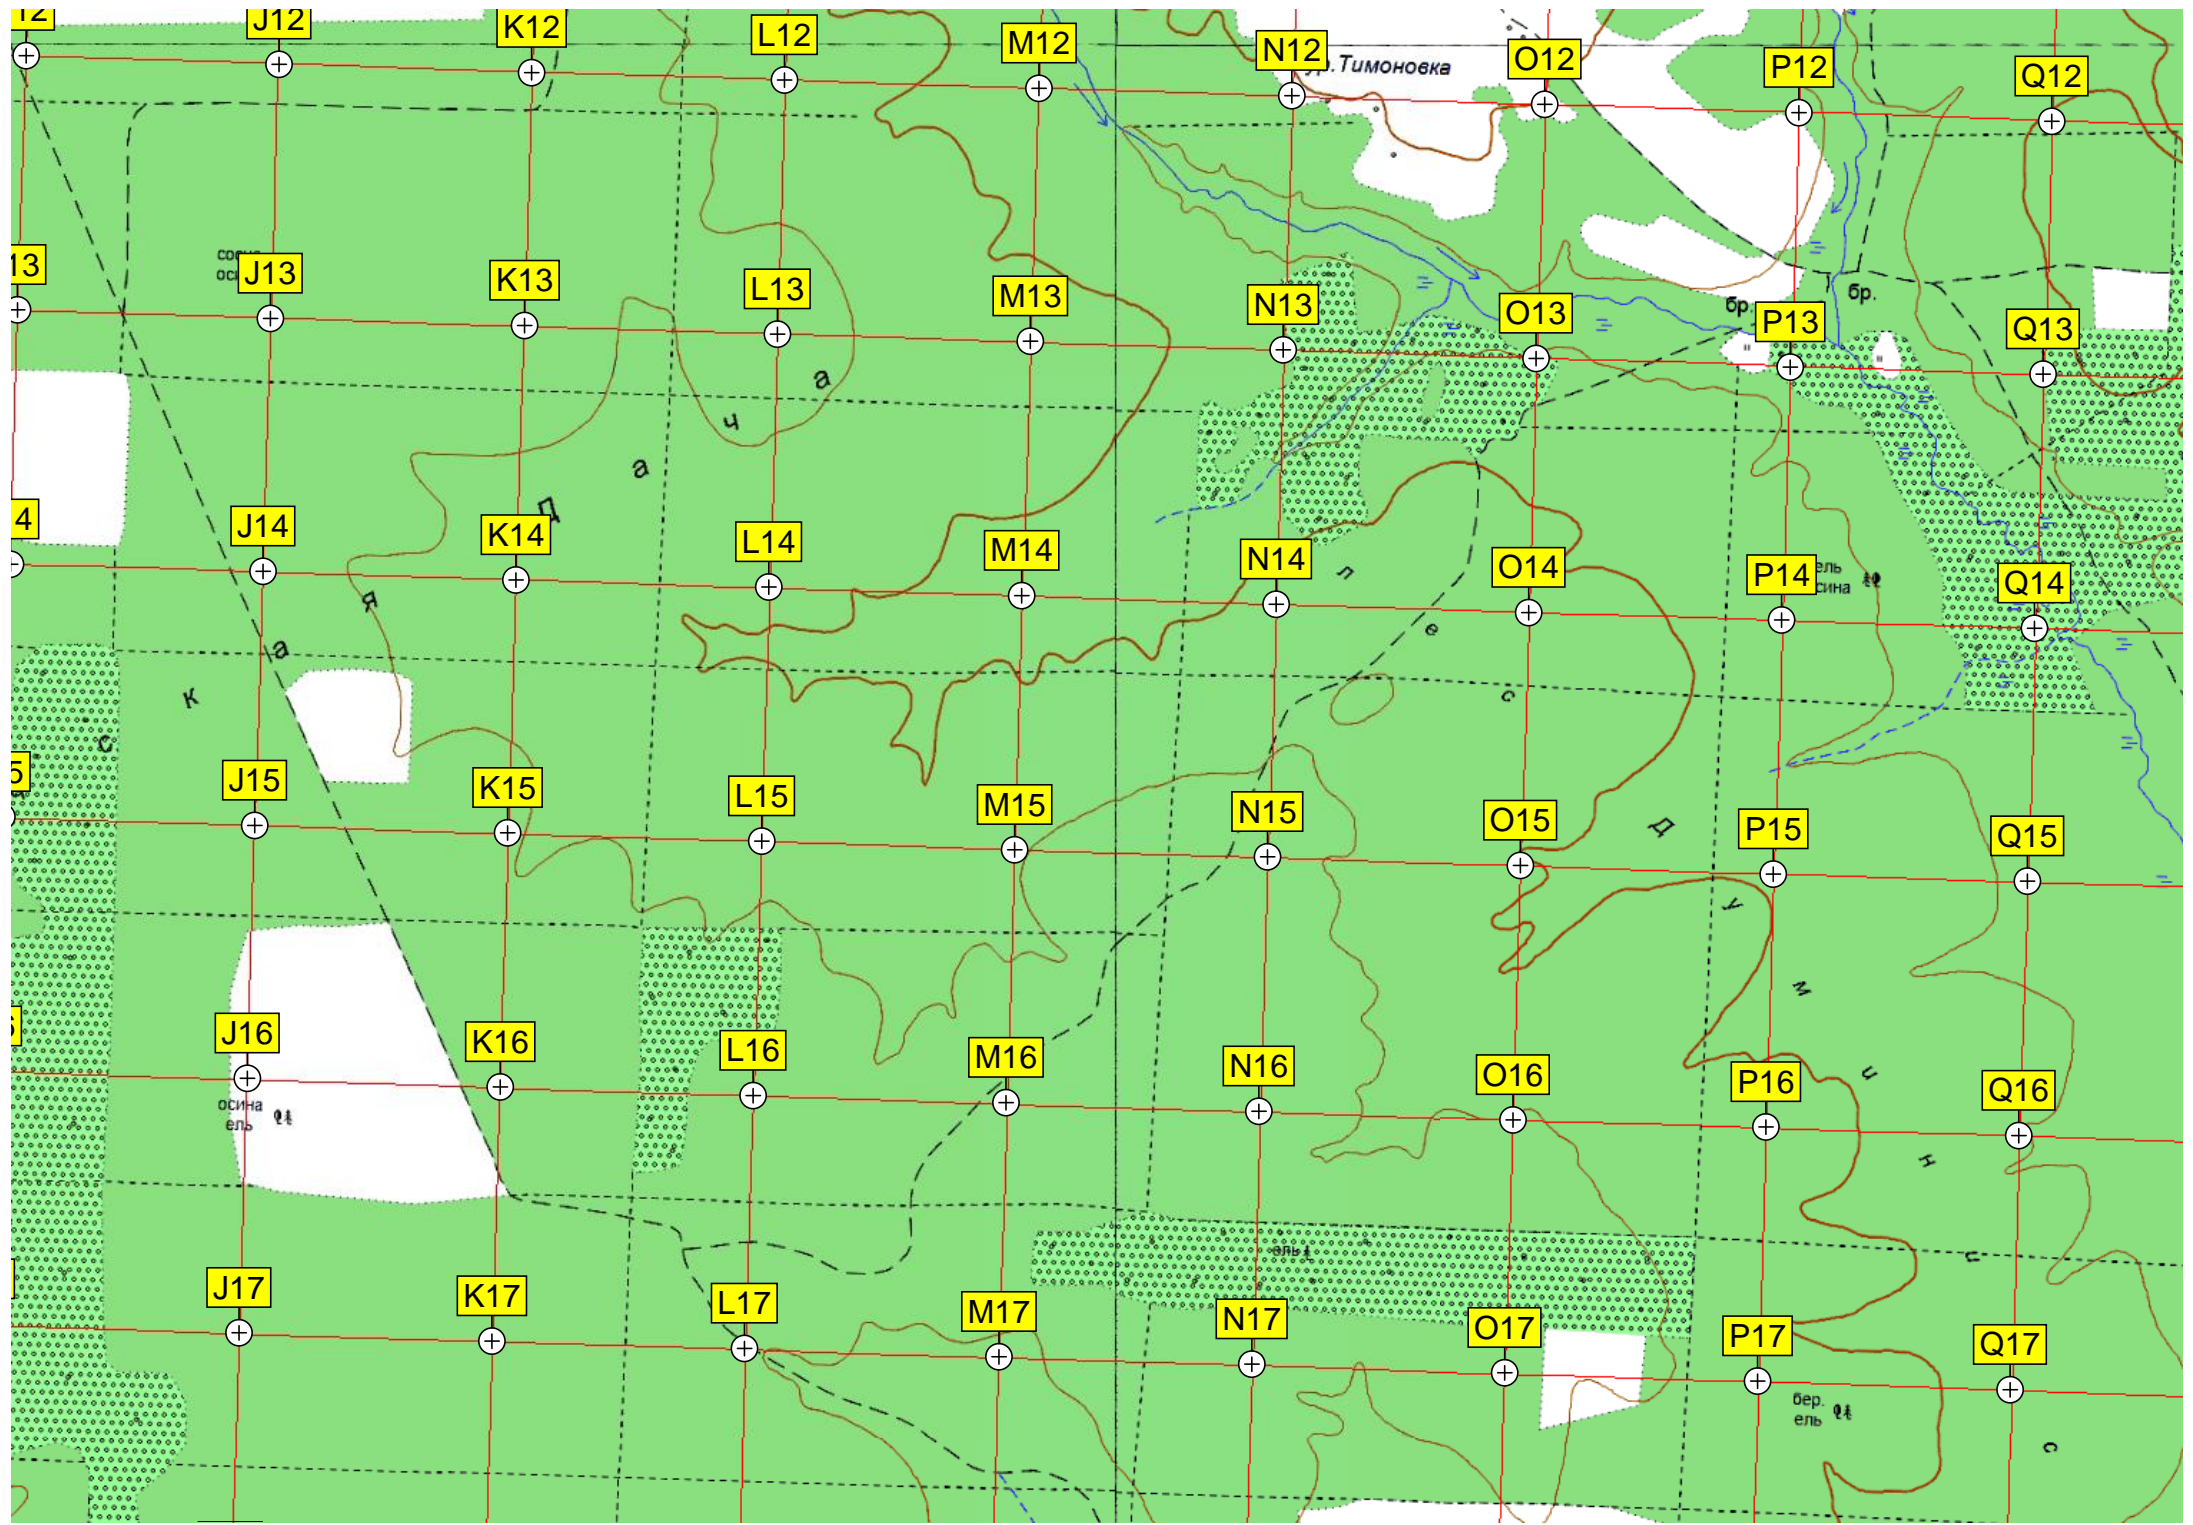 12 J12 K12 L12 M12 N12 O12 P12 Q12
ур.Тимоновка
13 J13 K13 L13 M13 N13 O13 P13 Q13
бр. бр.
д а ч а
4 J14 K14 L14 M14 N14 O14 P14 Q14
ель
осина
с к а я
л е с
5 J15 K15 L15 M15 N15 O15 P15 Q15
Д у м и н и с
J16 K16 L16 M16 N16 O16 P16 Q16
осина
ель
ель
J17 K17 L17 M17 N17 O17 P17 Q17
бер.
ель